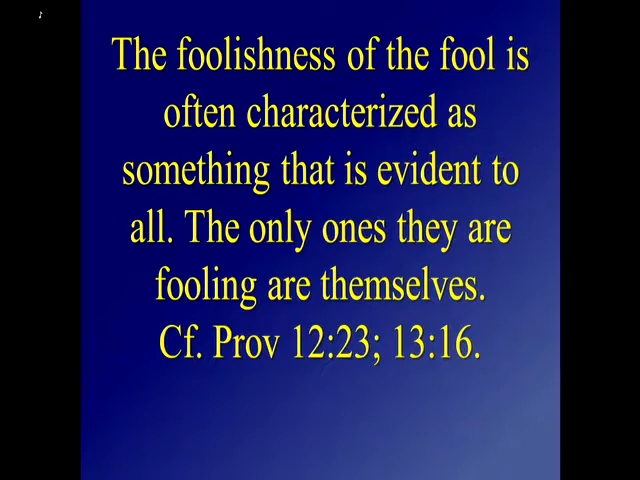 The foolishness of the fool is
often characterized as
something that is evident to
all. The only ones they are
fooling are themselves.
Cf. Prov 12:23; 13:16.